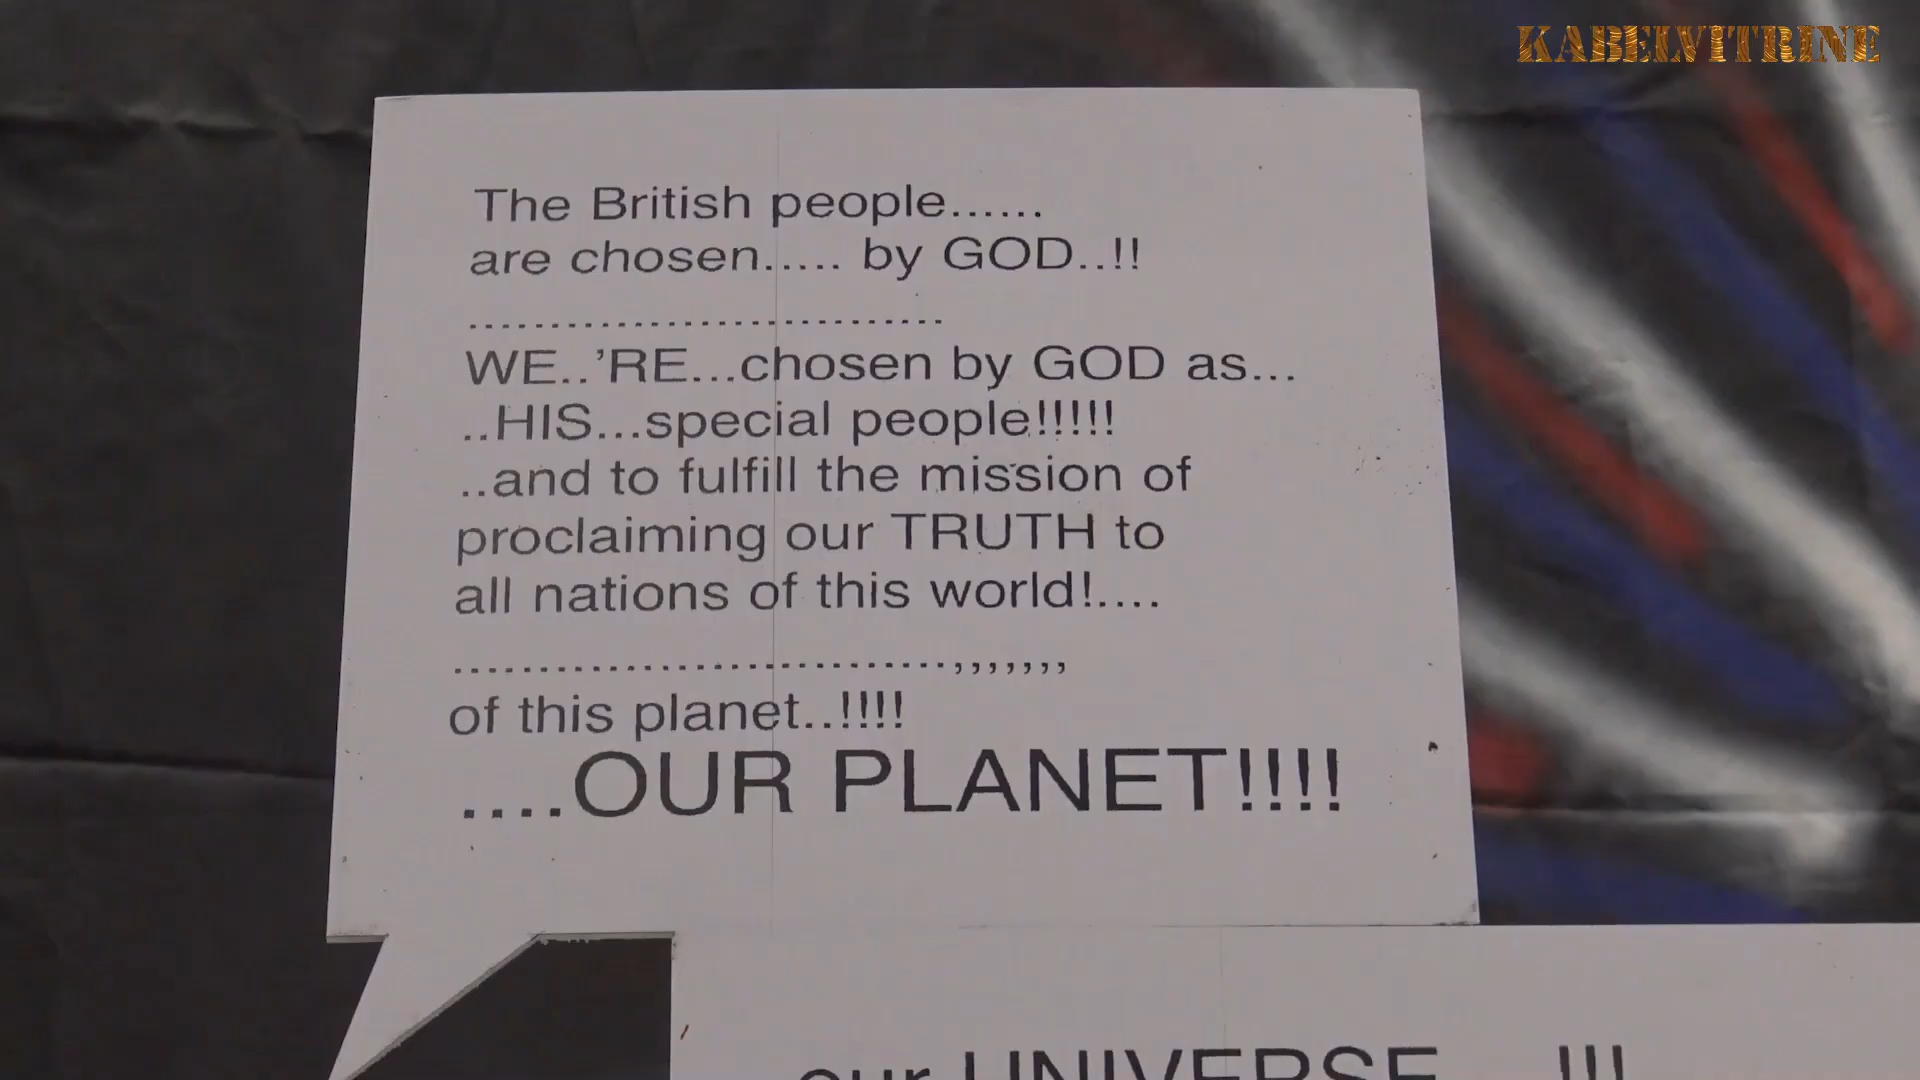 KABELVITRINE
The British people......
are chosen..... by GOD..!!
.............................
WE..'RE...chosen by GOD as...
..HIS...special people!!!!!
..and to fulfill the mission of
proclaiming our TRUTH to
all nations of this world!....
..............................,,,,,,,
of this planet..!!!!
....OUR PLANET!!!!
our UNIVERSE....!!!